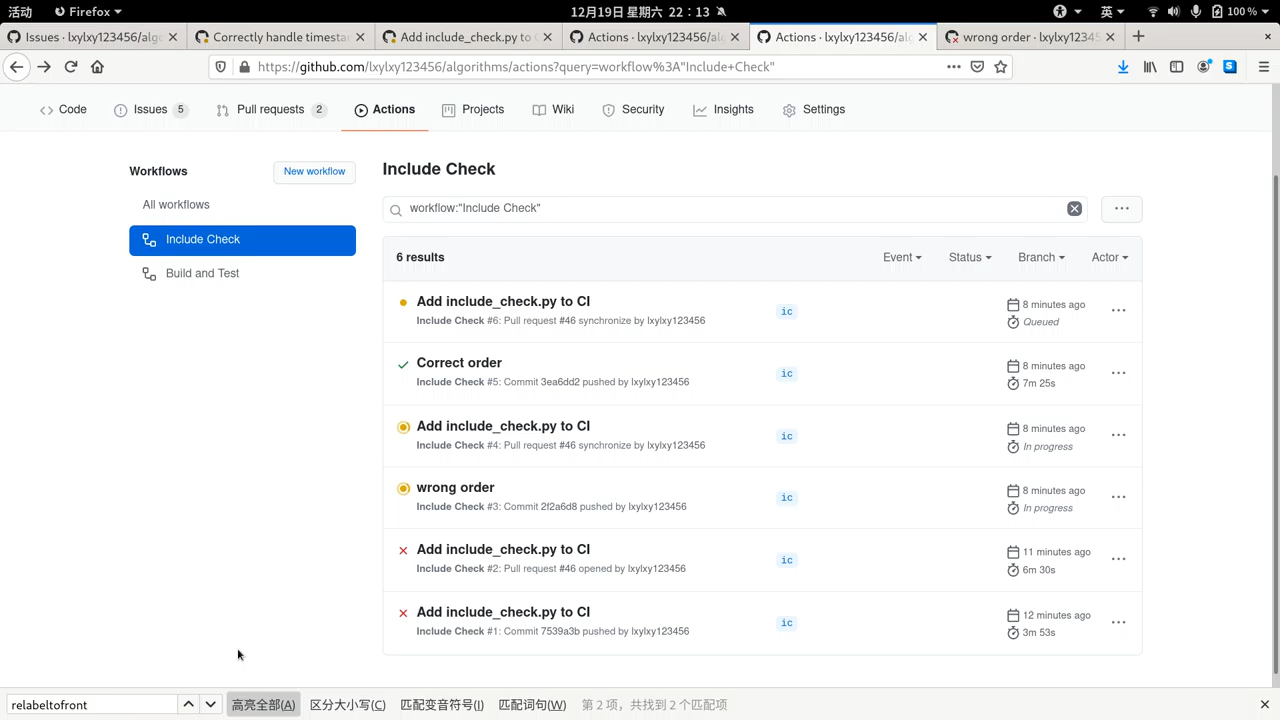 活动 Firefox 12月19日 星期六 22：13 英 100 %
Issues · lxylxy123456/algo Correctly handle timesta Add include_check.py to C Actions · lxylxy123456/al Actions · lxylxy123456/alg wrong order · lxylxy12345
https://github.com/lxylxy123456/algorithms/actions?query=workflow%3A"Include+Check"
Code Issues 5 Pull requests 2 Actions Projects Wiki Security Insights Settings
Workflows New workflow
All workflows
Include Check
Build and Test
Include Check
workflow:"Include Check"
6 results Event Status Branch Actor
Add include_check.py to CI
Include Check #6: Pull request #46 synchronize by lxylxy123456
ic
8 minutes ago
Queued
Correct order
Include Check #5: Commit 3ea6dd2 pushed by lxylxy123456
ic
8 minutes ago
7m 25s
Add include_check.py to CI
Include Check #4: Pull request #46 synchronize by lxylxy123456
ic
8 minutes ago
In progress
wrong order
Include Check #3: Commit 2f2a6d8 pushed by lxylxy123456
ic
8 minutes ago
In progress
Add include_check.py to CI
Include Check #2: Pull request #46 opened by lxylxy123456
ic
11 minutes ago
6m 30s
Add include_check.py to CI
Include Check #1: Commit 7539a3b pushed by lxylxy123456
ic
12 minutes ago
3m 53s
relabeltofront 高亮全部(A) 区分大小写(C) 匹配变音符号(I) 匹配词句(W) 第 2 项，共找到 2 个匹配项